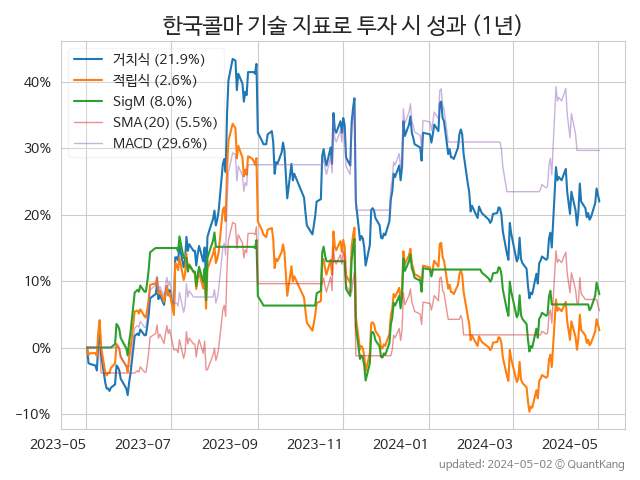 한국콜마 기술 지표로 투자 시 성과 (1년)
거치식 (21.9%)
적립식 (2.6%)
SigM (8.0%)
SMA(20) (5.5%)
MACD (29.6%)
40%
30%
20%
10%
0%
−10%
2023-05 2023-07 2023-09 2023-11 2024-01 2024-03 2024-05
updated: 2024-05-02 © QuantKang